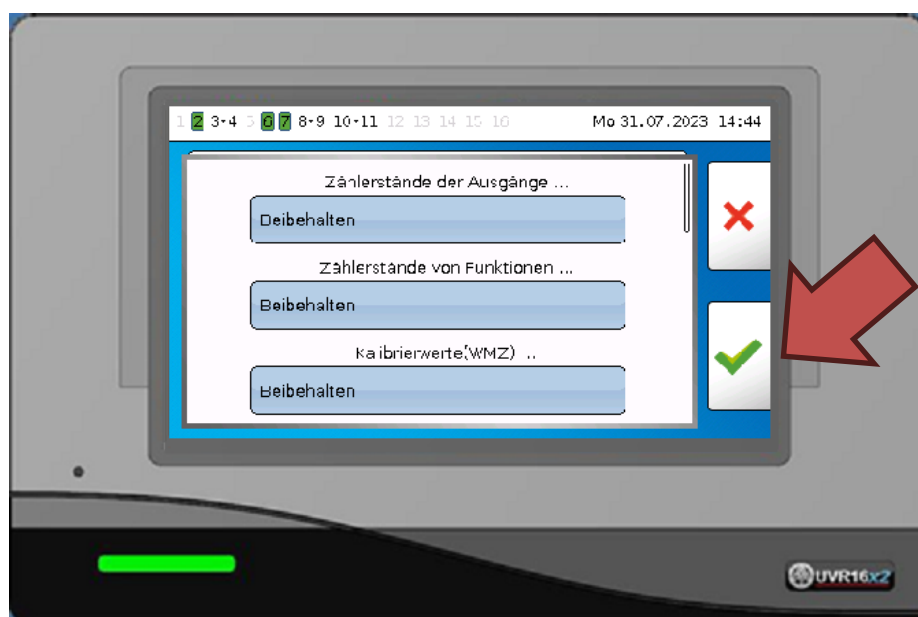 1 2 3-4 5 6 7 8-9 10-11 12 13 14 15 16 Mo 31.07.2023 14:44
Zählerstände der Ausgänge ...
Beibehalten
Zählerstände von Funktionen ...
Beibehalten
Kalibrierwerte(WMZ) ...
Beibehalten
UVR16x2